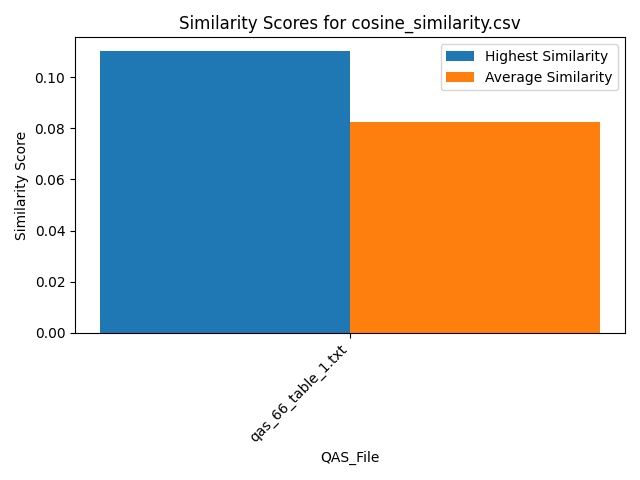 Similarity Scores for cosine_similarity.csv
Highest Similarity
Average Similarity
Similarity Score
0.10
0.08
0.06
0.04
0.02
0.00
qas_66_table_1.txt
QAS_File